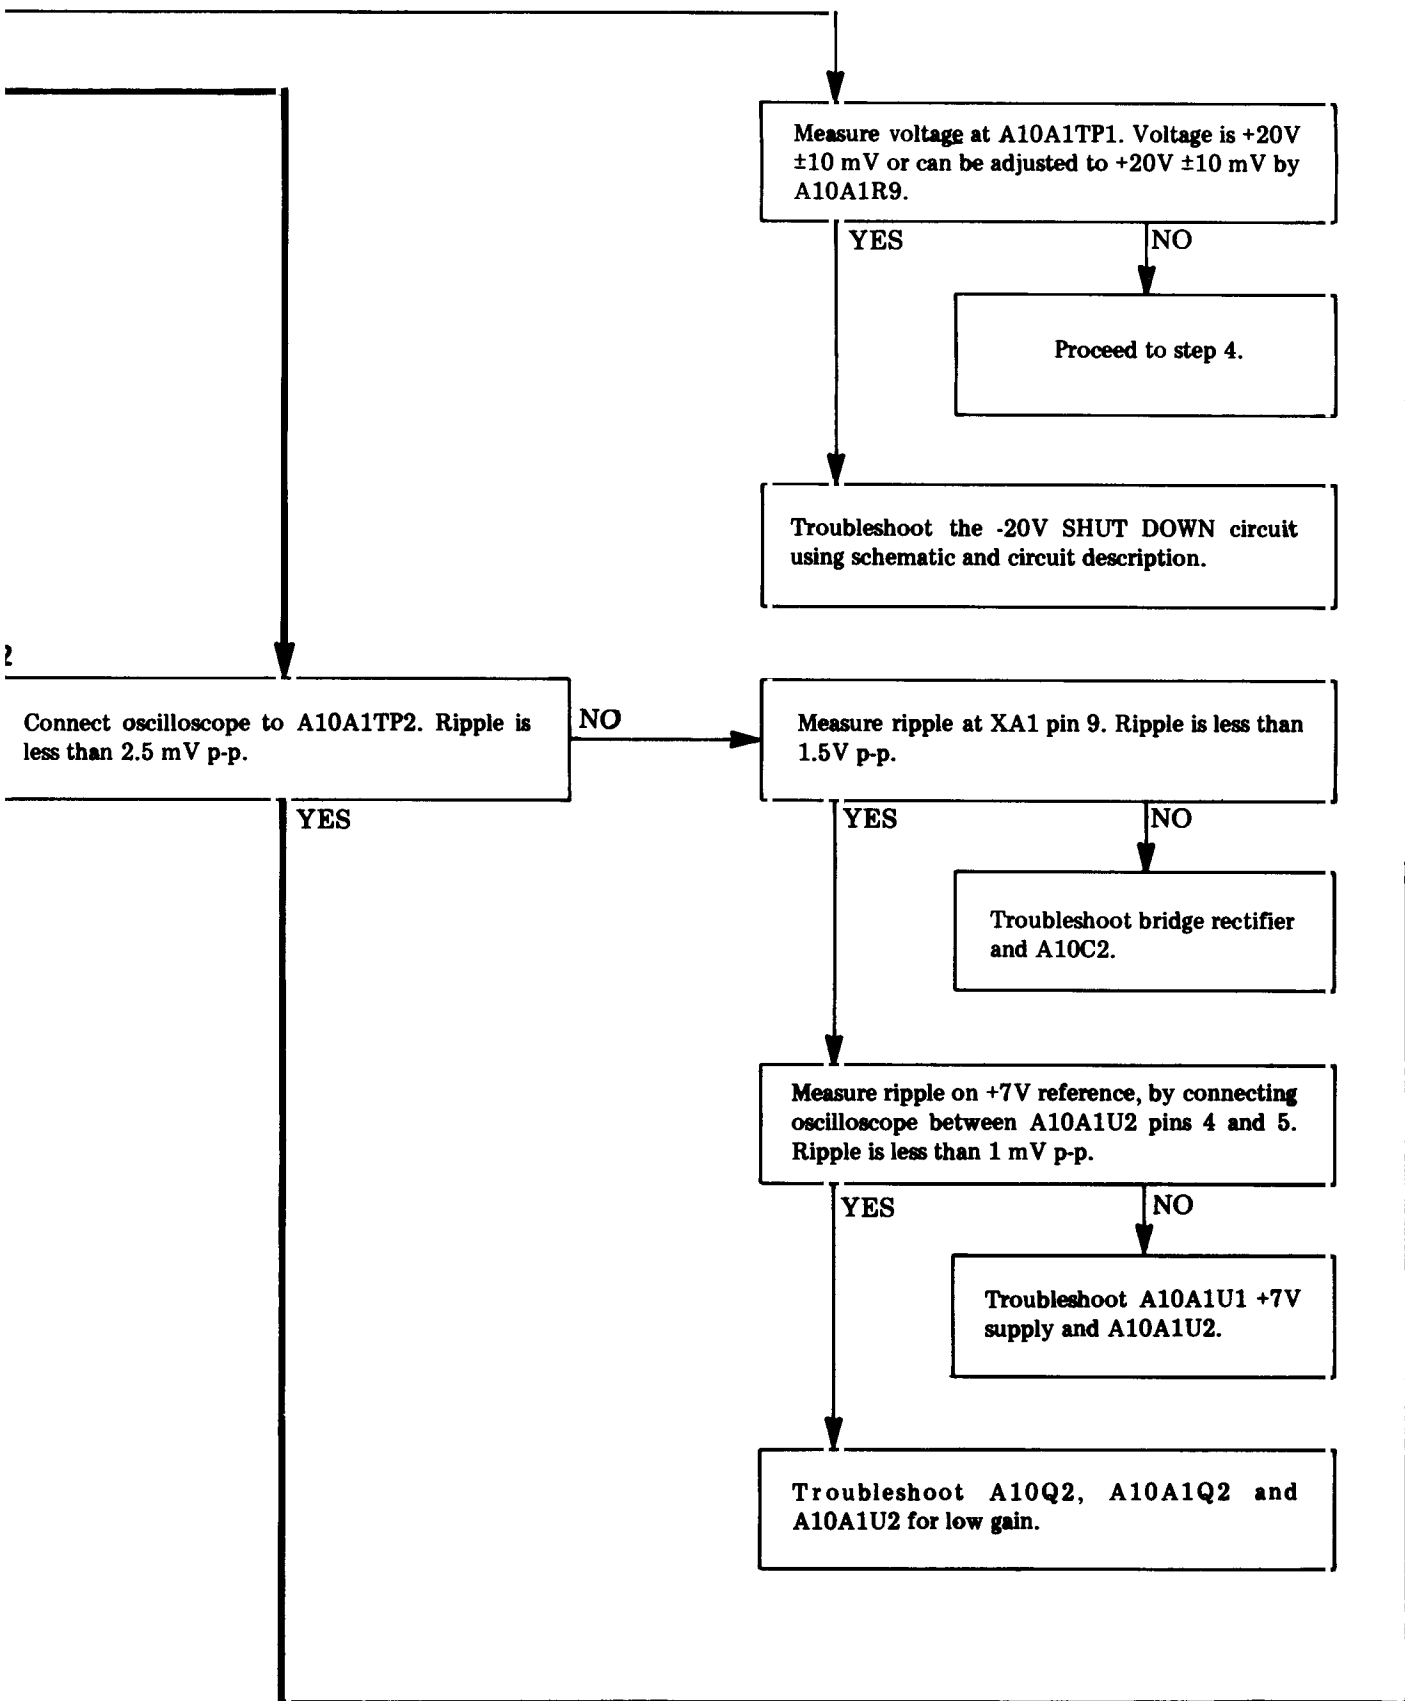 Measure voltage at A10A1TP1. Voltage is +20V
±10 mV or can be adjusted to +20V ±10 mV by
A10A1R9.
YES
NO
Proceed to step 4.
Troubleshoot the -20V SHUT DOWN circuit
using schematic and circuit description.
2
Connect oscilloscope to A10A1TP2. Ripple is
less than 2.5 mV p-p.
NO
YES
Measure ripple at XA1 pin 9. Ripple is less than
1.5V p-p.
YES
NO
Troubleshoot bridge rectifier
and A10C2.
Measure ripple on +7V reference, by connecting
oscilloscope between A10A1U2 pins 4 and 5.
Ripple is less than 1 mV p-p.
YES
NO
Troubleshoot A10A1U1 +7V
supply and A10A1U2.
Troubleshoot A10Q2, A10A1Q2 and
A10A1U2 for low gain.